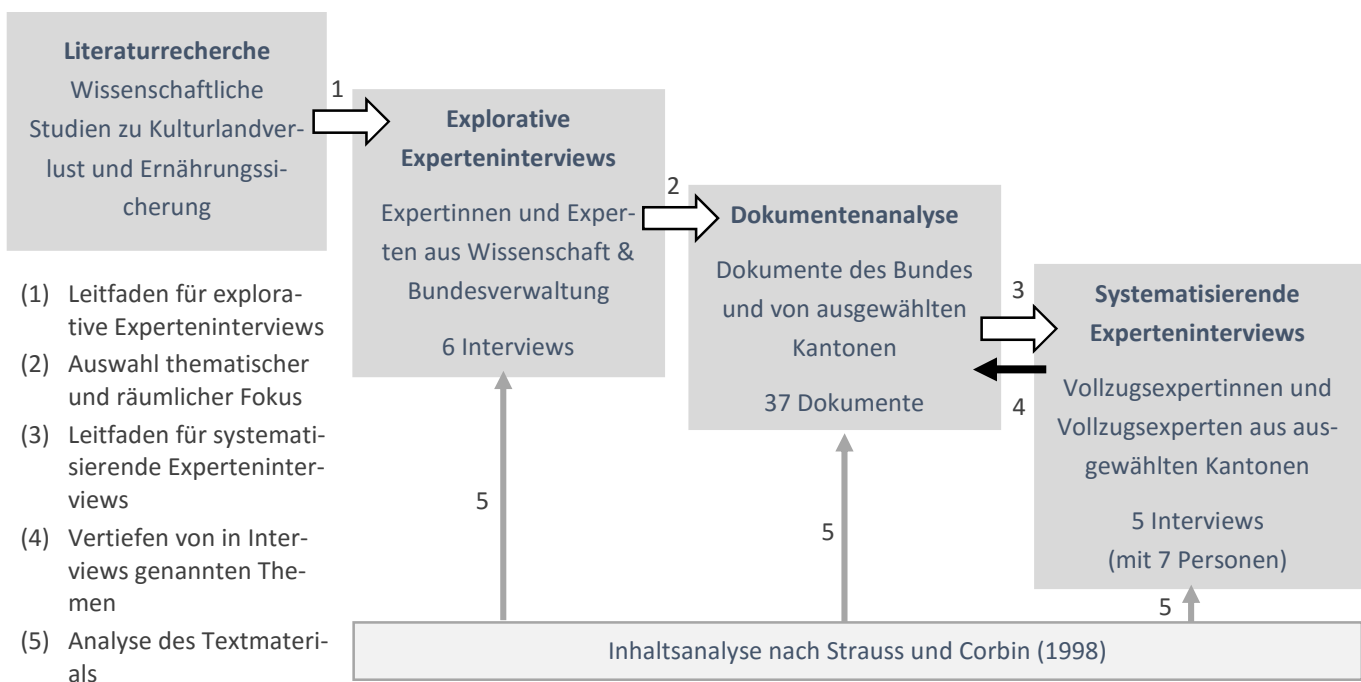 Literaturrecherche
Wissenschaftliche
Studien zu Kulturlandver-
lust und Ernährungssi-
cherung
1
Explorative
Experteninterviews
Expertinnen und Exper-
ten aus Wissenschaft &
Bundesverwaltung
6 Interviews
2
Dokumentenanalyse
Dokumente des Bundes
und von ausgewählten
Kantonen
37 Dokumente
3
4
Systematisierende
Experteninterviews
Vollzugsexpertinnen und
Vollzugsexperten aus aus-
gewählten Kantonen
5 Interviews
(mit 7 Personen)
(1) Leitfaden für explora-
tive Experteninterviews
(2) Auswahl thematischer
und räumlicher Fokus
(3) Leitfaden für systemati-
sierende Experteninter-
views
(4) Vertiefen von in Inter-
views genannten The-
men
(5) Analyse des Textmateri-
als
5
5
5
Inhaltsanalyse nach Strauss und Corbin (1998)